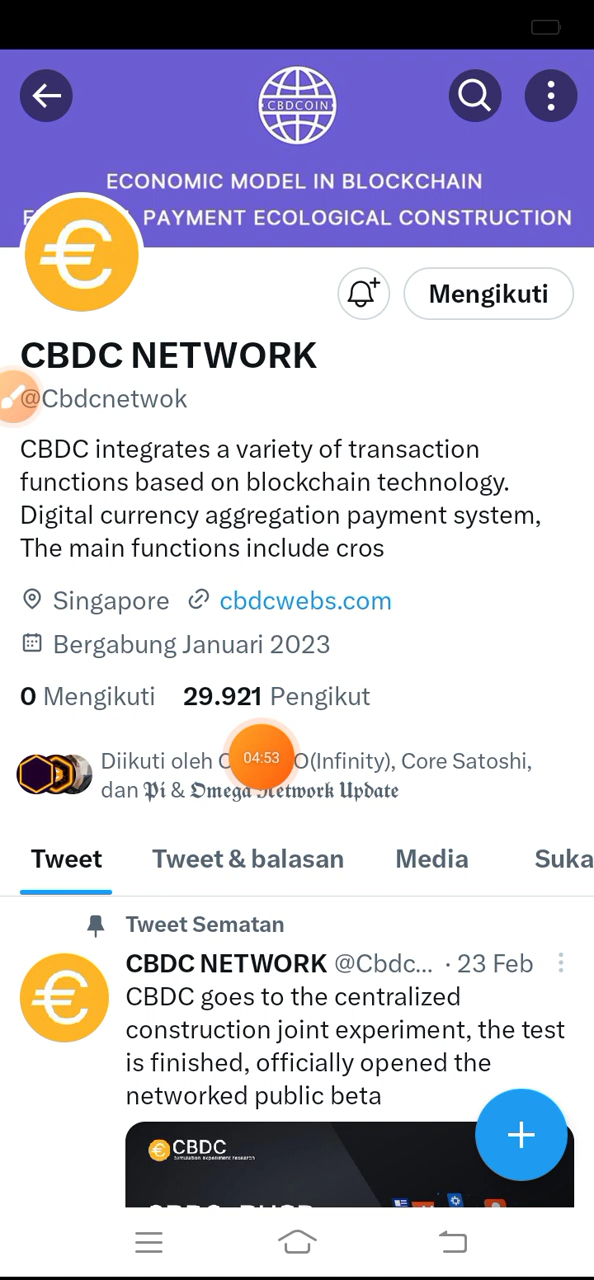 CBDCOIN
ECONOMIC MODEL IN BLOCKCHAIN
PAYMENT ECOLOGICAL CONSTRUCTION
Mengikuti
CBDC NETWORK
@Cbdcnetwok
CBDC integrates a variety of transaction
functions based on blockchain technology.
Digital currency aggregation payment system,
The main functions include cros
Singapore cbdcwebs.com
Bergabung Januari 2023
0 Mengikuti 29.921 Pengikut
04:53
Diikuti oleh O(Infinity), Core Satoshi,
dan 𝕻𝖎 & 𝕺𝖒𝖊𝖌𝖆 𝕹𝖊𝖙𝖜𝖔𝖗𝖐 𝖀𝖕𝖉𝖆𝖙𝖊
Tweet Tweet & balasan Media Suka
Tweet Sematan
CBDC NETWORK @Cbdc... · 23 Feb
CBDC goes to the centralized
construction joint experiment, the test
is finished, officially opened the
networked public beta
CBDC
Simulation experiment research